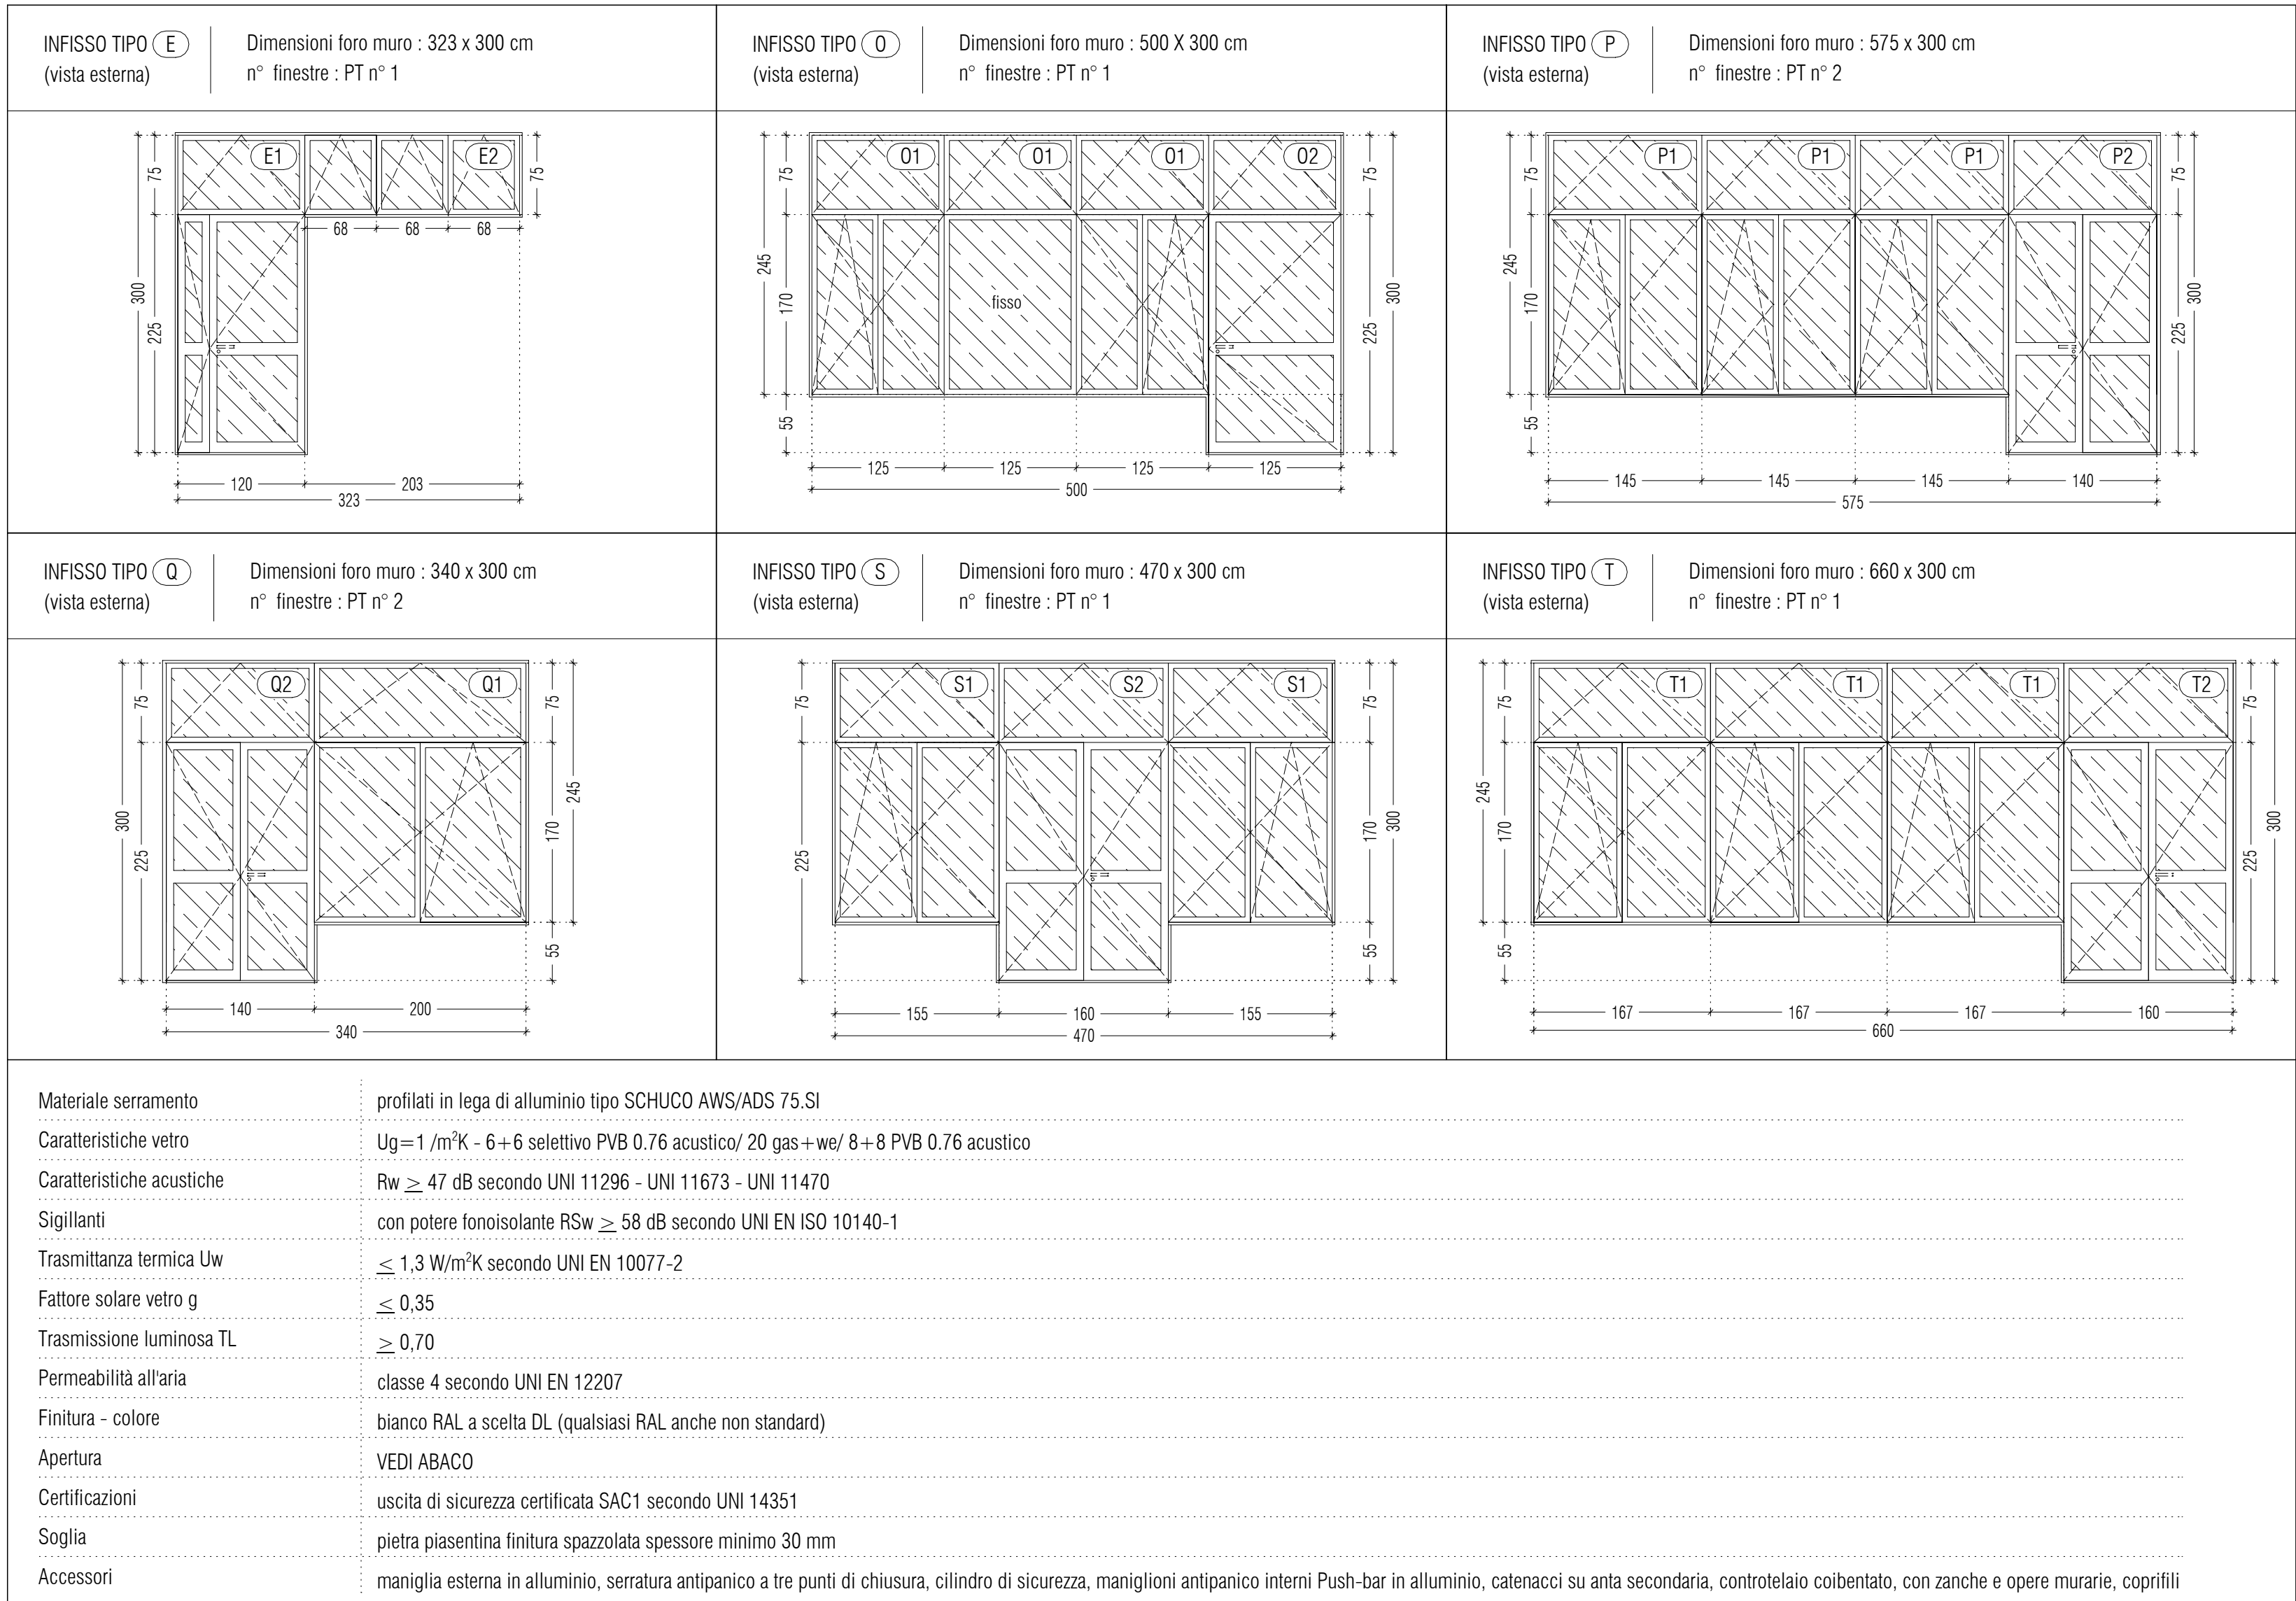 INFISSO TIPO E
(vista esterna)
Dimensioni foro muro : 323 x 300 cm
n° finestre : PT n° 1
E1
E2
75
300
225
75
68
68
68
120
203
323
INFISSO TIPO O
(vista esterna)
Dimensioni foro muro : 500 X 300 cm
n° finestre : PT n° 1
O1
O1
O1
O2
75
245
170
55
fisso
75
300
225
125
125
125
125
500
INFISSO TIPO P
(vista esterna)
Dimensioni foro muro : 575 x 300 cm
n° finestre : PT n° 2
P1
P1
P1
P2
75
245
170
55
75
300
225
145
145
145
140
575
INFISSO TIPO Q
(vista esterna)
Dimensioni foro muro : 340 x 300 cm
n° finestre : PT n° 2
Q2
Q1
75
300
225
75
245
170
55
140
200
340
INFISSO TIPO S
(vista esterna)
Dimensioni foro muro : 470 x 300 cm
n° finestre : PT n° 1
S1
S2
S1
75
225
75
170
300
55
155
160
155
470
INFISSO TIPO T
(vista esterna)
Dimensioni foro muro : 660 x 300 cm
n° finestre : PT n° 1
T1
T1
T1
T2
75
245
170
55
75
300
225
167
167
167
160
660
Materiale serramento profilati in lega di alluminio tipo SCHUCO AWS/ADS 75.SI
Caratteristiche vetro Ug=1 /m²K - 6+6 selettivo PVB 0.76 acustico/ 20 gas+we/ 8+8 PVB 0.76 acustico
Caratteristiche acustiche Rw ≥ 47 dB secondo UNI 11296 - UNI 11673 - UNI 11470
Sigillanti con potere fonoisolante RSw ≥ 58 dB secondo UNI EN ISO 10140-1
Trasmittanza termica Uw ≤ 1,3 W/m²K secondo UNI EN 10077-2
Fattore solare vetro g ≤ 0,35
Trasmissione luminosa TL ≥ 0,70
Permeabilità all'aria classe 4 secondo UNI EN 12207
Finitura - colore bianco RAL a scelta DL (qualsiasi RAL anche non standard)
Apertura VEDI ABACO
Certificazioni uscita di sicurezza certificata SAC1 secondo UNI 14351
Soglia pietra piasentina finitura spazzolata spessore minimo 30 mm
Accessori maniglia esterna in alluminio, serratura antipanico a tre punti di chiusura, cilindro di sicurezza, maniglioni antipanico interni Push-bar in alluminio, catenacci su anta secondaria, controtelaio coibentato, con zanche e opere murarie, coprifili